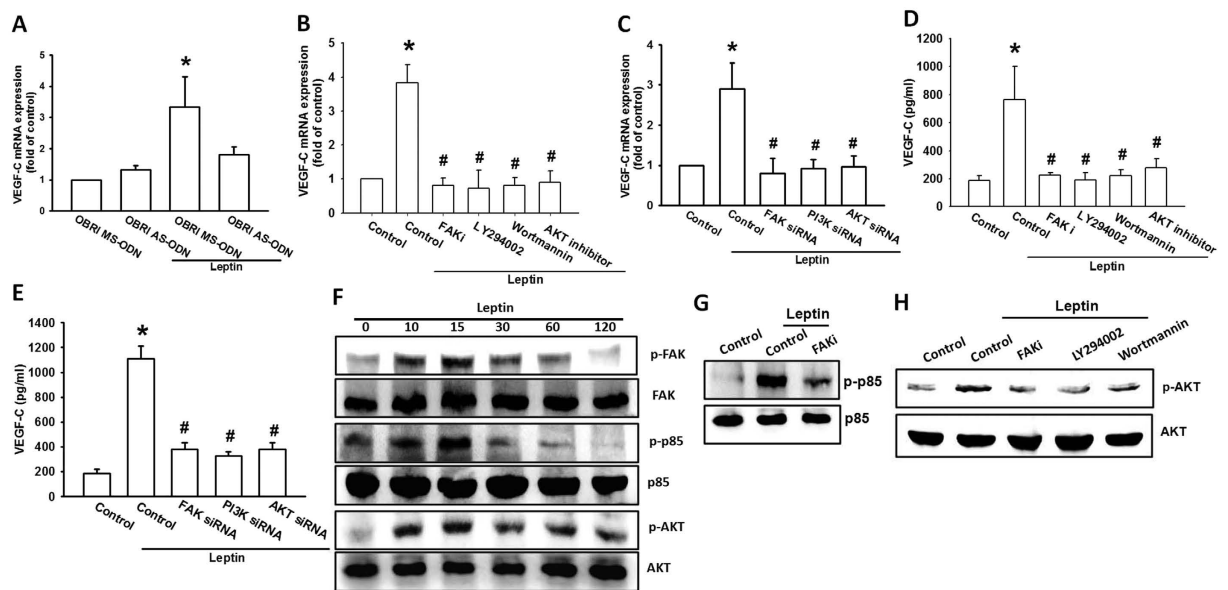 A
VEGF-C mRNA expression
(fold of control)
5
4
3
2
1
0
*
OBRI MS-ODN
OBRI AS-ODN
OBRI MS-ODN
OBRI AS-ODN
Leptin
B
VEGF-C mRNA expression
(fold of control)
5
4
3
2
1
0
*
# # # #
Control
Control
FAKi
LY294002
Wortmannin
AKT inhibitor
Leptin
C
VEGF-C mRNA expression
(fold of control)
4
3
2
1
0
*
# # #
Control
Control
FAK siRNA
PI3K siRNA
AKT siRNA
Leptin
D
VEGF-C (pg/ml)
1200
1000
800
600
400
200
0
*
# # # #
Control
Control
FAK i
LY294002
Wortmannin
AKT inhibitor
Leptin
E
VEGF-C (pg/ml)
1400
1200
1000
800
600
400
200
0
*
# # #
Control
Control
FAK siRNA
PI3K siRNA
AKT siRNA
Leptin
F
Leptin
0 10 15 30 60 120
p-FAK
FAK
p-p85
p85
p-AKT
AKT
G
Leptin
Control
Control
FAKi
p-p85
p85
H
Leptin
Control
Control
FAKi
LY294002
Wortmannin
p-AKT
AKT